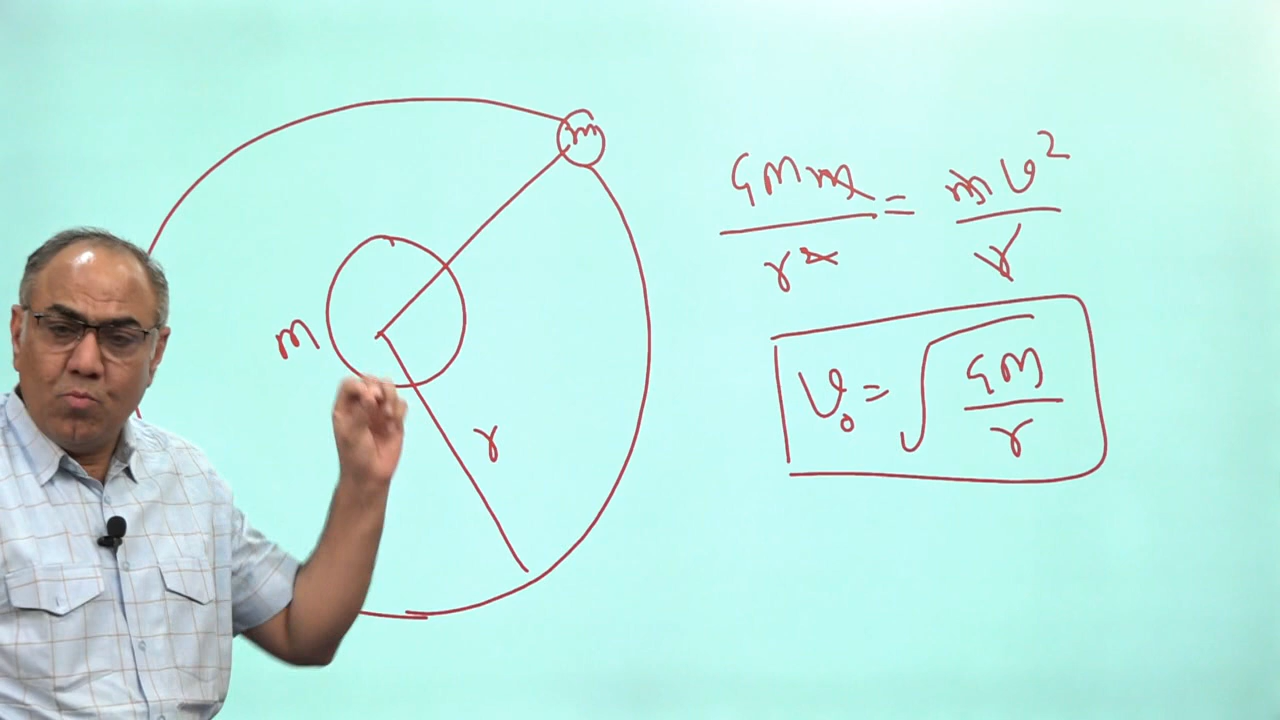 m
m
r
GMm/r² = mv²/r
v₀ = √(GM/r)